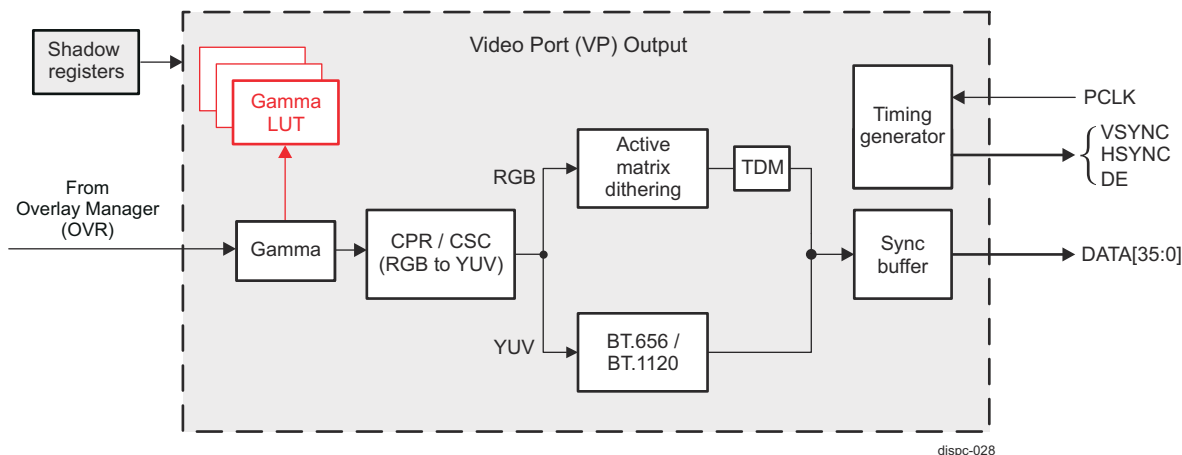 Shadow
registers
Video Port (VP) Output
Gamma
LUT
Timing
generator
PCLK
VSYNC
HSYNC
DE
From
Overlay Manager
(OVR)
Gamma
CPR / CSC
(RGB to YUV)
RGB
Active
matrix
dithering
TDM
YUV
BT.656 /
BT.1120
Sync
buffer
DATA[35:0]
dispc-028